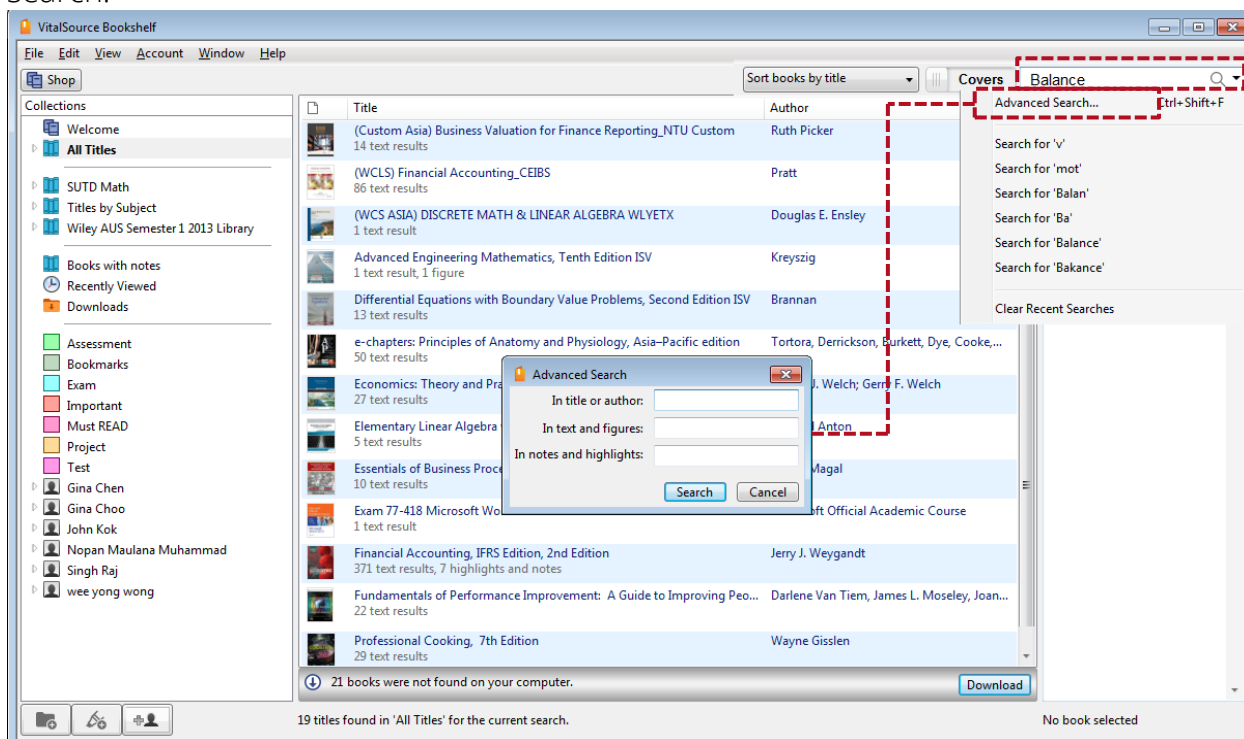 Search.
VitalSource Bookshelf
File Edit View Account Window Help
Shop
Sort books by title
Covers
Balance
Advanced Search... Ctrl+Shift+F
Search for 'v'
Search for 'mot'
Search for 'Balan'
Search for 'Ba'
Search for 'Balance'
Search for 'Bakance'
Clear Recent Searches
Collections
Welcome
All Titles
SUTD Math
Titles by Subject
Wiley AUS Semester 1 2013 Library
Books with notes
Recently Viewed
Downloads
Assessment
Bookmarks
Exam
Important
Must READ
Project
Test
Gina Chen
Gina Choo
John Kok
Nopan Maulana Muhammad
Singh Raj
wee yong wong
Title Author
(Custom Asia) Business Valuation for Finance Reporting_NTU Custom Ruth Picker
14 text results
(WCLS) Financial Accounting_CEIBS Pratt
86 text results
(WCS ASIA) DISCRETE MATH & LINEAR ALGEBRA WLYETX Douglas E. Ensley
1 text result
Advanced Engineering Mathematics, Tenth Edition ISV Kreyszig
1 text result, 1 figure
Differential Equations with Boundary Value Problems, Second Edition ISV Brannan
13 text results
e-chapters: Principles of Anatomy and Physiology, Asia-Pacific edition Tortora, Derrickson, Burkett, Dye, Cooke,...
50 text results
Economics: Theory and Pra J. Welch; Gerry F. Welch
27 text results
Elementary Linear Algebra Anton
5 text results
Essentials of Business Proce Magal
10 text results
Exam 77-418 Microsoft Wo oft Official Academic Course
1 text result
Financial Accounting, IFRS Edition, 2nd Edition Jerry J. Weygandt
371 text results, 7 highlights and notes
Fundamentals of Performance Improvement: A Guide to Improving Peo... Darlene Van Tiem, James L. Moseley, Joan...
22 text results
Professional Cooking, 7th Edition Wayne Gisslen
29 text results
Advanced Search
In title or author:
In text and figures:
In notes and highlights:
Search Cancel
21 books were not found on your computer.
Download
19 titles found in 'All Titles' for the current search.
No book selected